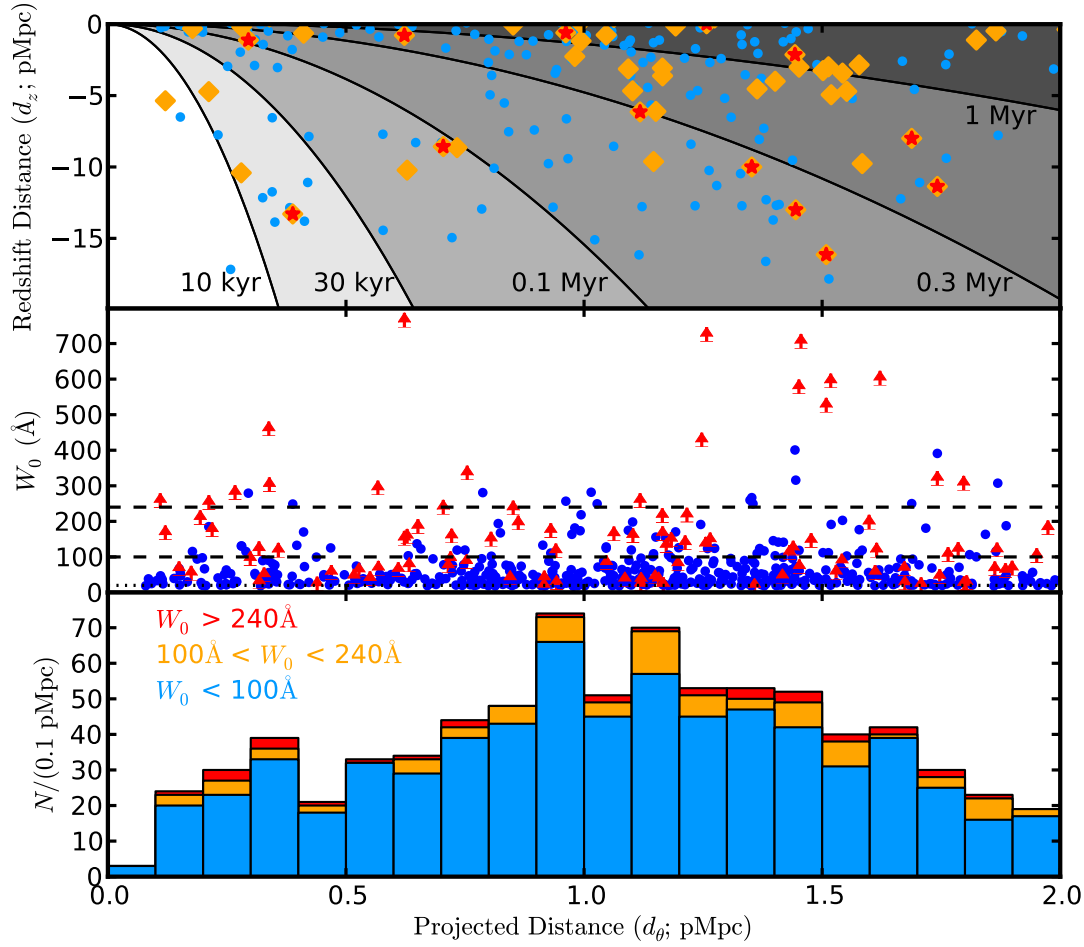 Redshift Distance (d_z; pMpc)
0
−5
−10
−15
10 kyr
30 kyr
0.1 Myr
0.3 Myr
1 Myr
W_0 (Å)
700
600
500
400
300
200
100
0
N/(0.1 pMpc)
70
60
50
40
30
20
10
0
W_0 > 240Å
100Å < W_0 < 240Å
W_0 < 100Å
0.0 0.5 1.0 1.5 2.0
Projected Distance (d_θ; pMpc)